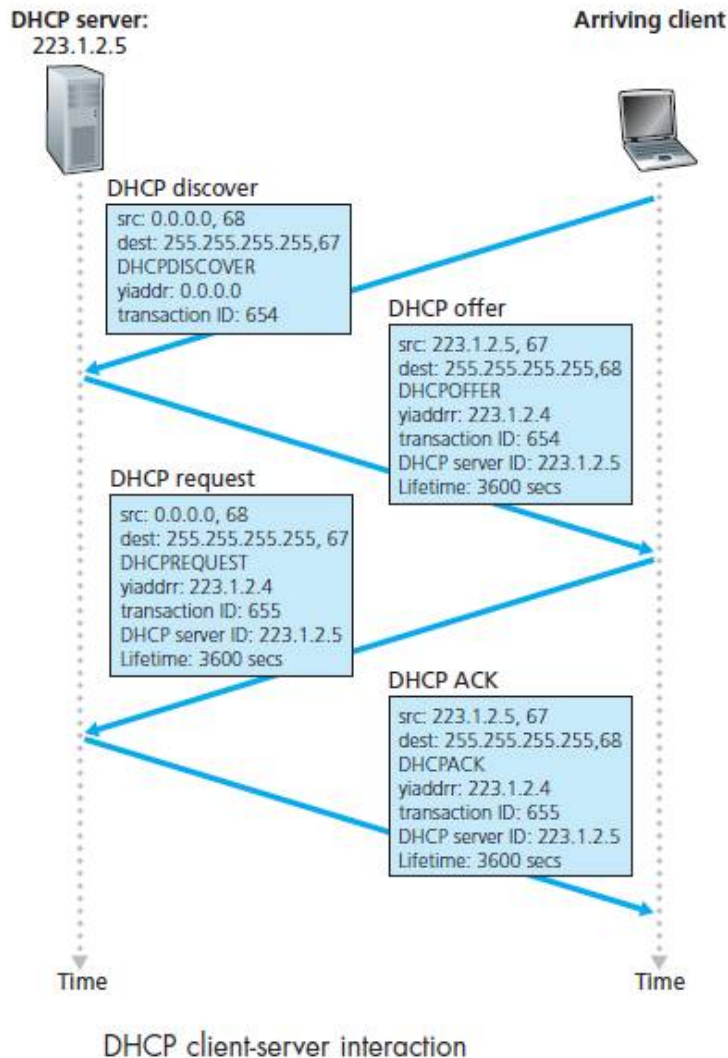 DHCP server:
223.1.2.5
Arriving client
DHCP discover
src: 0.0.0.0, 68
dest: 255.255.255.255,67
DHCPDISCOVER
yiaddr: 0.0.0.0
transaction ID: 654
DHCP offer
src: 223.1.2.5, 67
dest: 255.255.255.255,68
DHCPOFFER
yiaddrr: 223.1.2.4
transaction ID: 654
DHCP server ID: 223.1.2.5
Lifetime: 3600 secs
DHCP request
src: 0.0.0.0, 68
dest: 255.255.255.255, 67
DHCPREQUEST
yiaddrr: 223.1.2.4
transaction ID: 655
DHCP server ID: 223.1.2.5
Lifetime: 3600 secs
DHCP ACK
src: 223.1.2.5, 67
dest: 255.255.255.255,68
DHCPACK
yiaddrr: 223.1.2.4
transaction ID: 655
DHCP server ID: 223.1.2.5
Lifetime: 3600 secs
Time
Time
DHCP client-server interaction